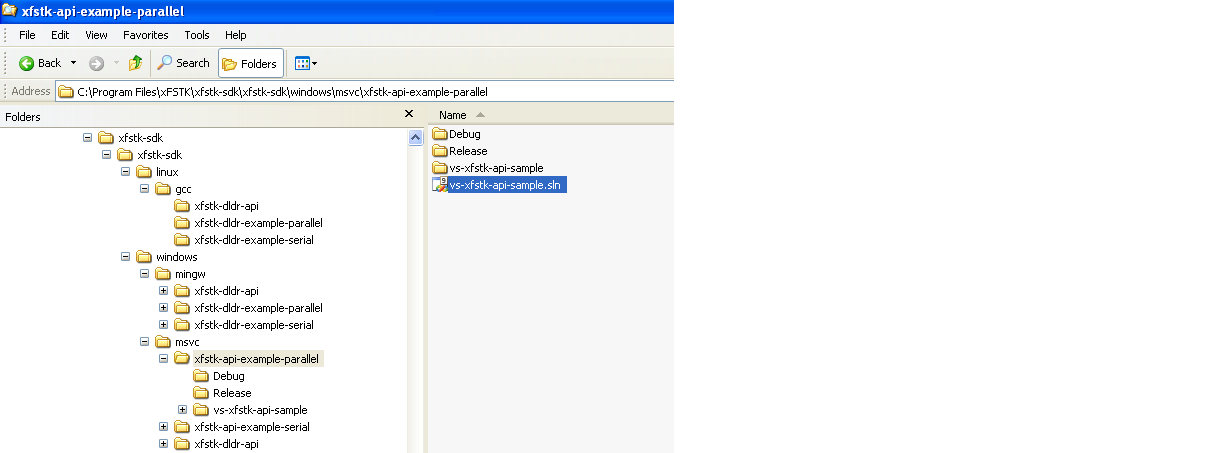 xfstk-api-example-parallel
File Edit View Favorites Tools Help
Back Search Folders
Address C:\Program Files\xFSTK\xfstk-sdk\xfstk-sdk\windows\msvc\xfstk-api-example-parallel
Folders
xfstk-sdk
xfstk-sdk
linux
gcc
xfstk-dldr-api
xfstk-dldr-example-parallel
xfstk-dldr-example-serial
windows
mingw
xfstk-dldr-api
xfstk-dldr-example-parallel
xfstk-dldr-example-serial
msvc
xfstk-api-example-parallel
Debug
Release
vs-xfstk-api-sample
xfstk-api-example-serial
xfstk-dldr-api
Name
Debug
Release
vs-xfstk-api-sample
vs-xfstk-api-sample.sln